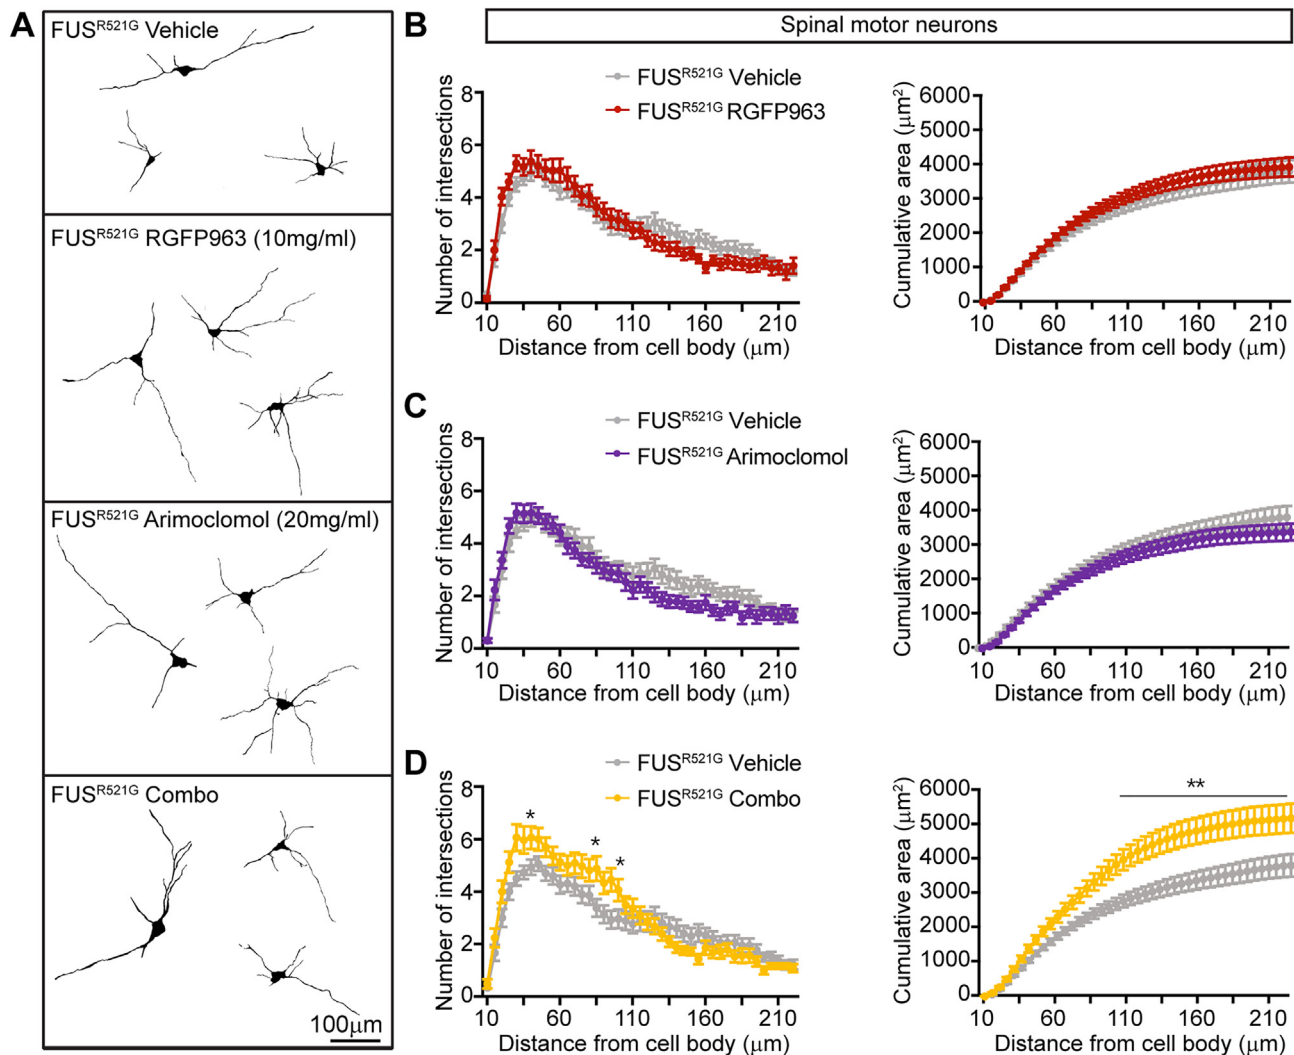 A
FUSR521G Vehicle
FUSR521G RGFP963 (10mg/ml)
FUSR521G Arimoclomol (20mg/ml)
FUSR521G Combo
100μm
B
Spinal motor neurons
FUSR521G Vehicle
FUSR521G RGFP963
Number of intersections
8
6
4
2
0
10 60 110 160 210
Distance from cell body (μm)
Cumulative area (μm2)
6000
5000
4000
3000
2000
1000
0
10 60 110 160 210
Distance from cell body (μm)
C
FUSR521G Vehicle
FUSR521G Arimoclomol
Number of intersections
8
6
4
2
0
10 60 110 160 210
Distance from cell body (μm)
Cumulative area (μm2)
6000
5000
4000
3000
2000
1000
0
10 60 110 160 210
Distance from cell body (μm)
D
FUSR521G Vehicle
FUSR521G Combo
Number of intersections
8
6
4
2
0
* * *
10 60 110 160 210
Distance from cell body (μm)
Cumulative area (μm2)
6000
5000
4000
3000
2000
1000
0
**
10 60 110 160 210
Distance from cell body (μm)